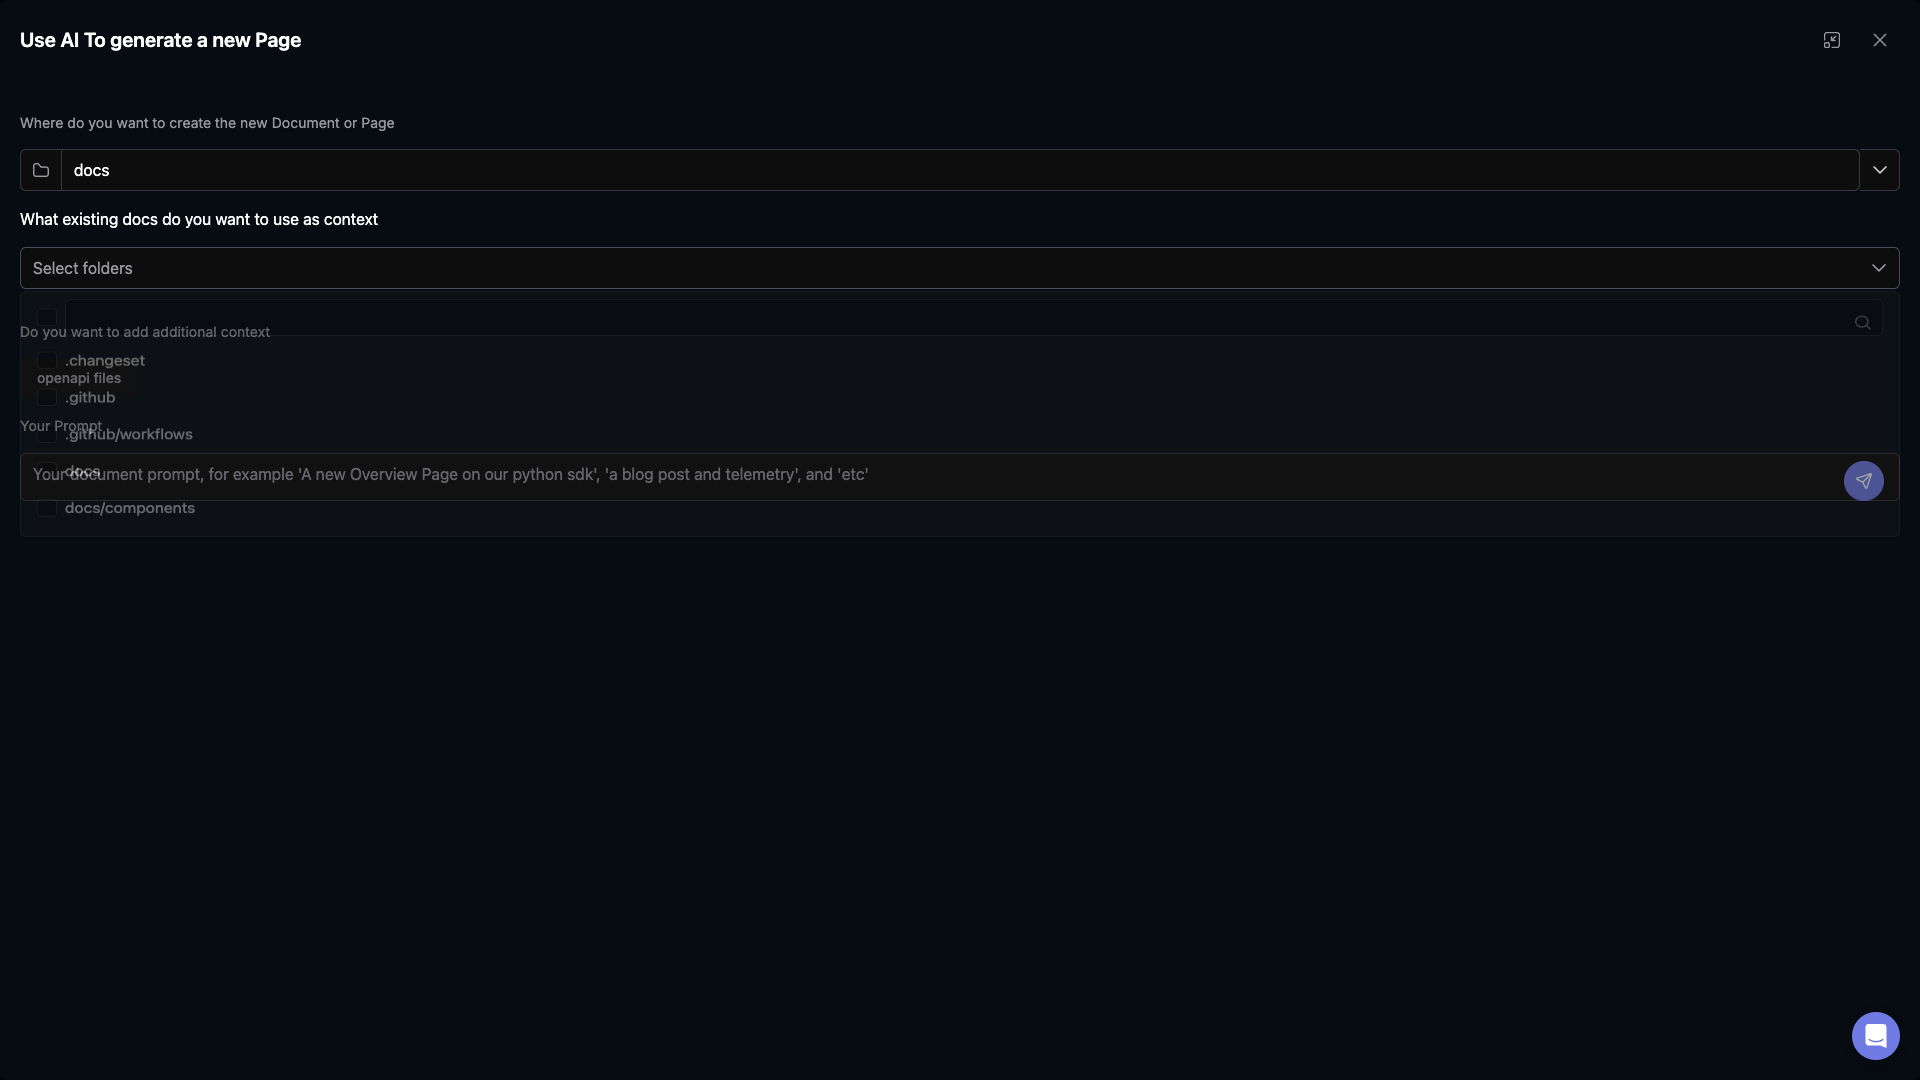 Use AI To generate a new Page
Where do you want to create the new Document or Page
docs
What existing docs do you want to use as context
Select folders
Do you want to add additional context
.changeset
openapi files
.github
Your Prompt
.github/workflows
docs
Your document prompt, for example 'A new Overview Page on our python sdk', 'a blog post and telemetry', and 'etc'
docs/components